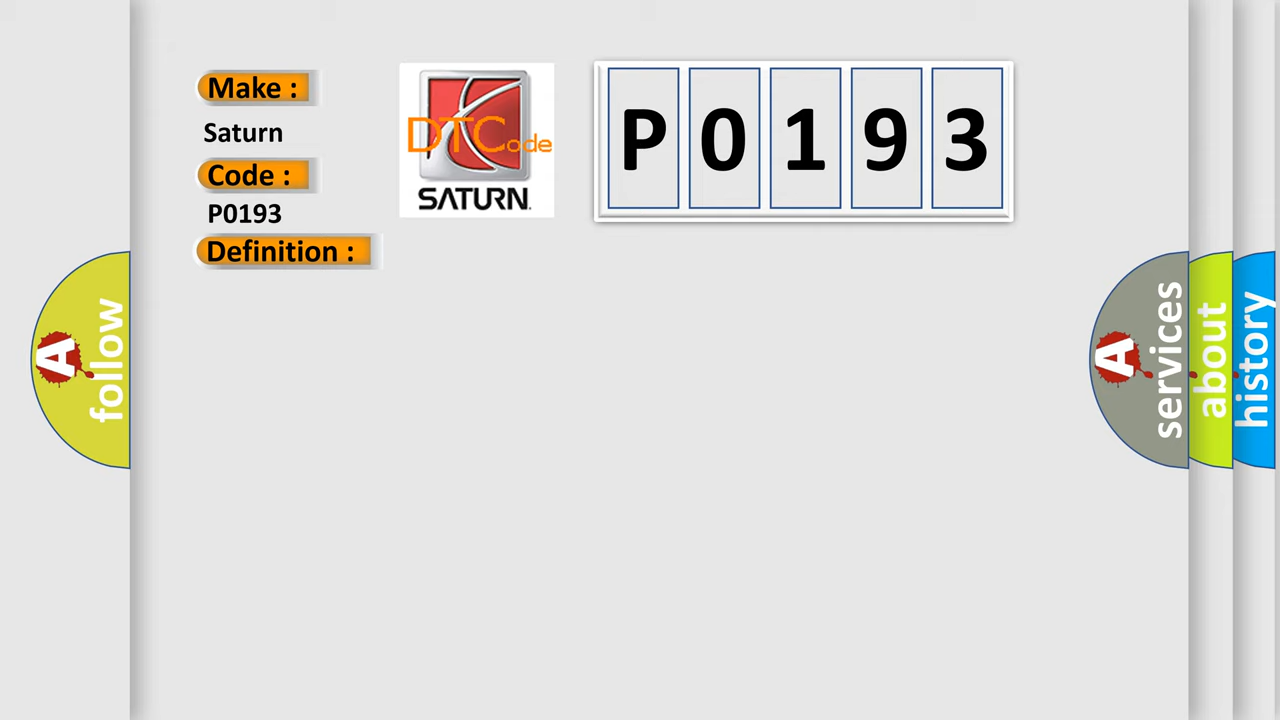 Make :
Saturn
Code :
P0193
Definition :
DTCode
SATURN
P 0 1 9 3
A follow
A services
about
history